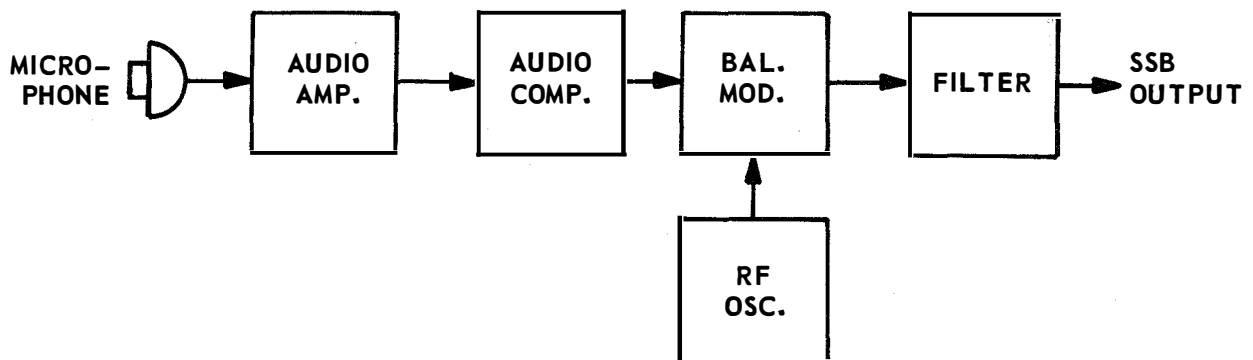 MICRO-
PHONE
AUDIO
AMP.
AUDIO
COMP.
BAL.
MOD.
FILTER
SSB
OUTPUT
RF
OSC.